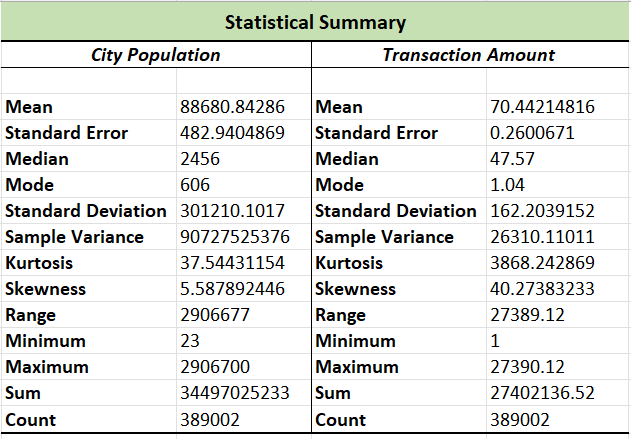 Statistical Summary
City Population Transaction Amount
Mean 88680.84286 Mean 70.44214816
Standard Error 482.9404869 Standard Error 0.2600671
Median 2456 Median 47.57
Mode 606 Mode 1.04
Standard Deviation 301210.1017 Standard Deviation 162.2039152
Sample Variance 90727525376 Sample Variance 26310.11011
Kurtosis 37.54431154 Kurtosis 3868.242869
Skewness 5.587892446 Skewness 40.27383233
Range 2906677 Range 27389.12
Minimum 23 Minimum 1
Maximum 2906700 Maximum 27390.12
Sum 34497025233 Sum 27402136.52
Count 389002 Count 389002